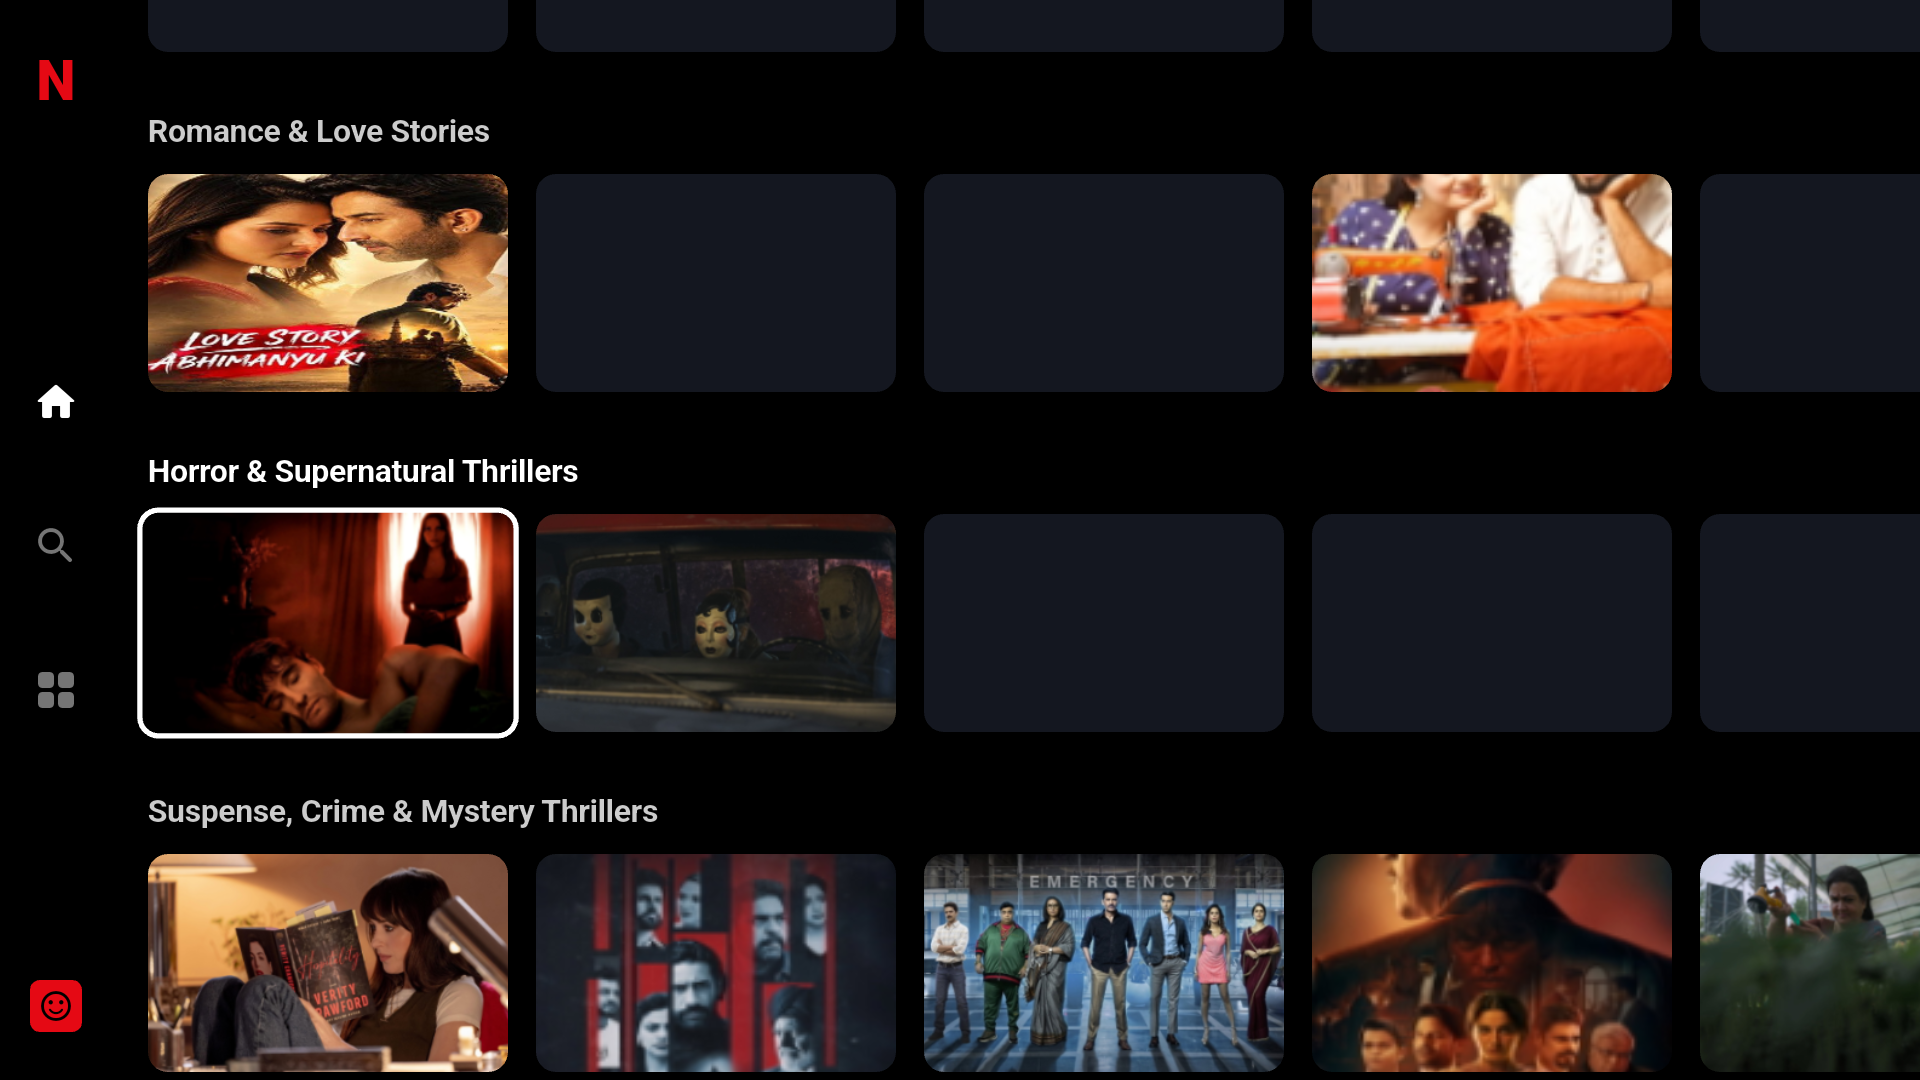 N
Romance & Love Stories
LOVE STORY
ABHIMANYU KI
Horror & Supernatural Thrillers
Suspense, Crime & Mystery Thrillers
EMERGENCY
VERITY